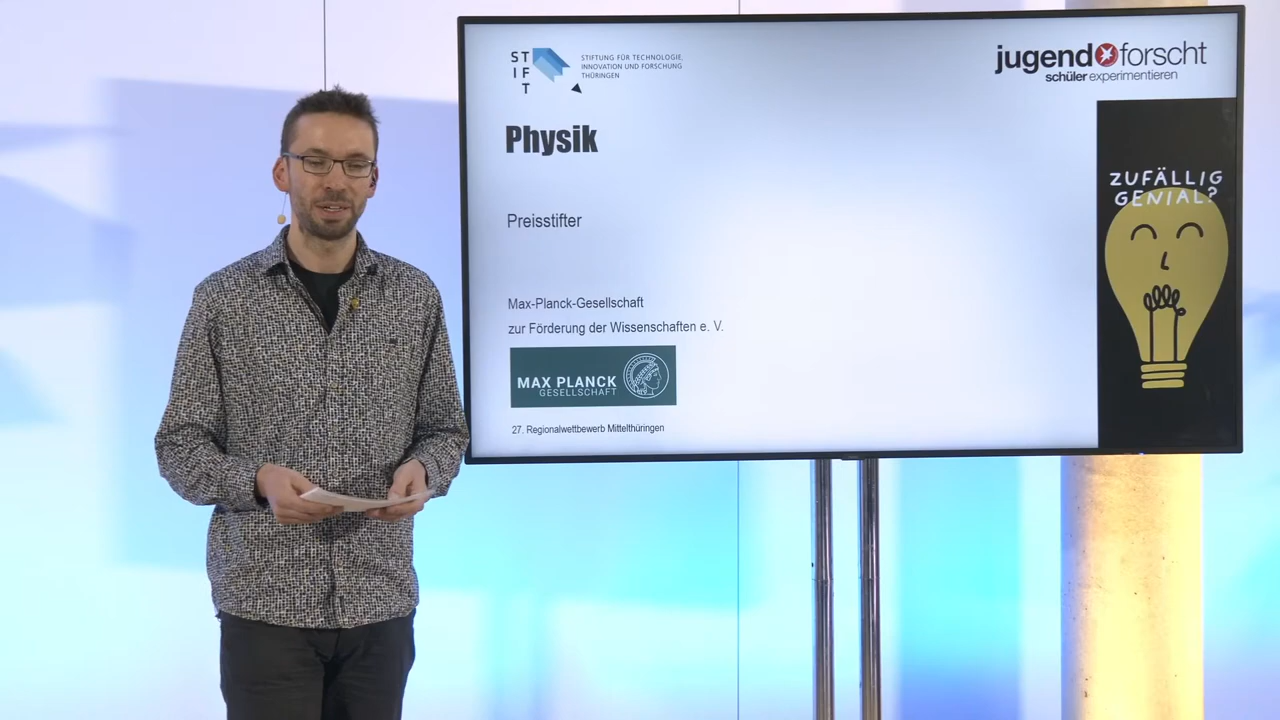 ST
IF
T
STIFTUNG FÜR TECHNOLOGIE,
INNOVATION UND FORSCHUNG
THÜRINGEN
jugend forscht
schüler experimentieren
Physik
ZUFÄLLIG
GENIAL?
Preisstifter
Max-Planck-Gesellschaft
zur Förderung der Wissenschaften e. V.
MAX PLANCK
GESELLSCHAFT
27. Regionalwettbewerb Mittelthüringen